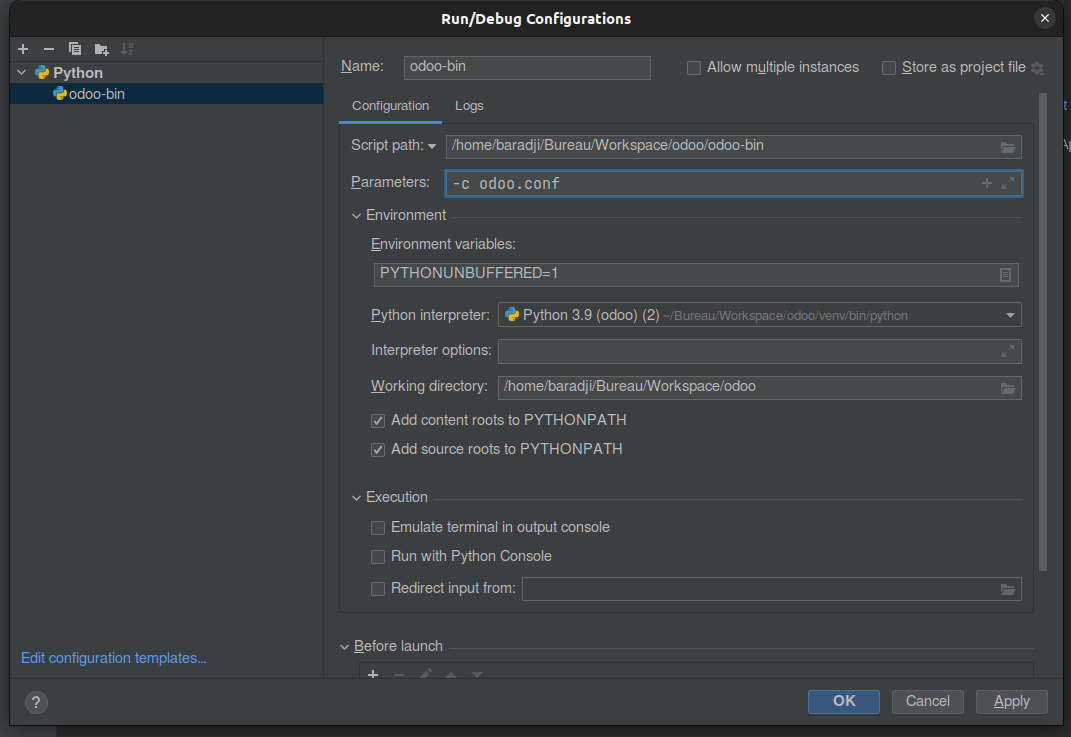 Run/Debug Configurations
Python
odoo-bin
Edit configuration templates...
Name: odoo-bin Allow multiple instances Store as project file
Configuration Logs
Script path: /home/baradji/Bureau/Workspace/odoo/odoo-bin
Parameters: -c odoo.conf
Environment
Environment variables:
PYTHONUNBUFFERED=1
Python interpreter: Python 3.9 (odoo) (2) ~/Bureau/Workspace/odoo/venv/bin/python
Interpreter options:
Working directory: /home/baradji/Bureau/Workspace/odoo
Add content roots to PYTHONPATH
Add source roots to PYTHONPATH
Execution
Emulate terminal in output console
Run with Python Console
Redirect input from:
Before launch
? OK Cancel Apply